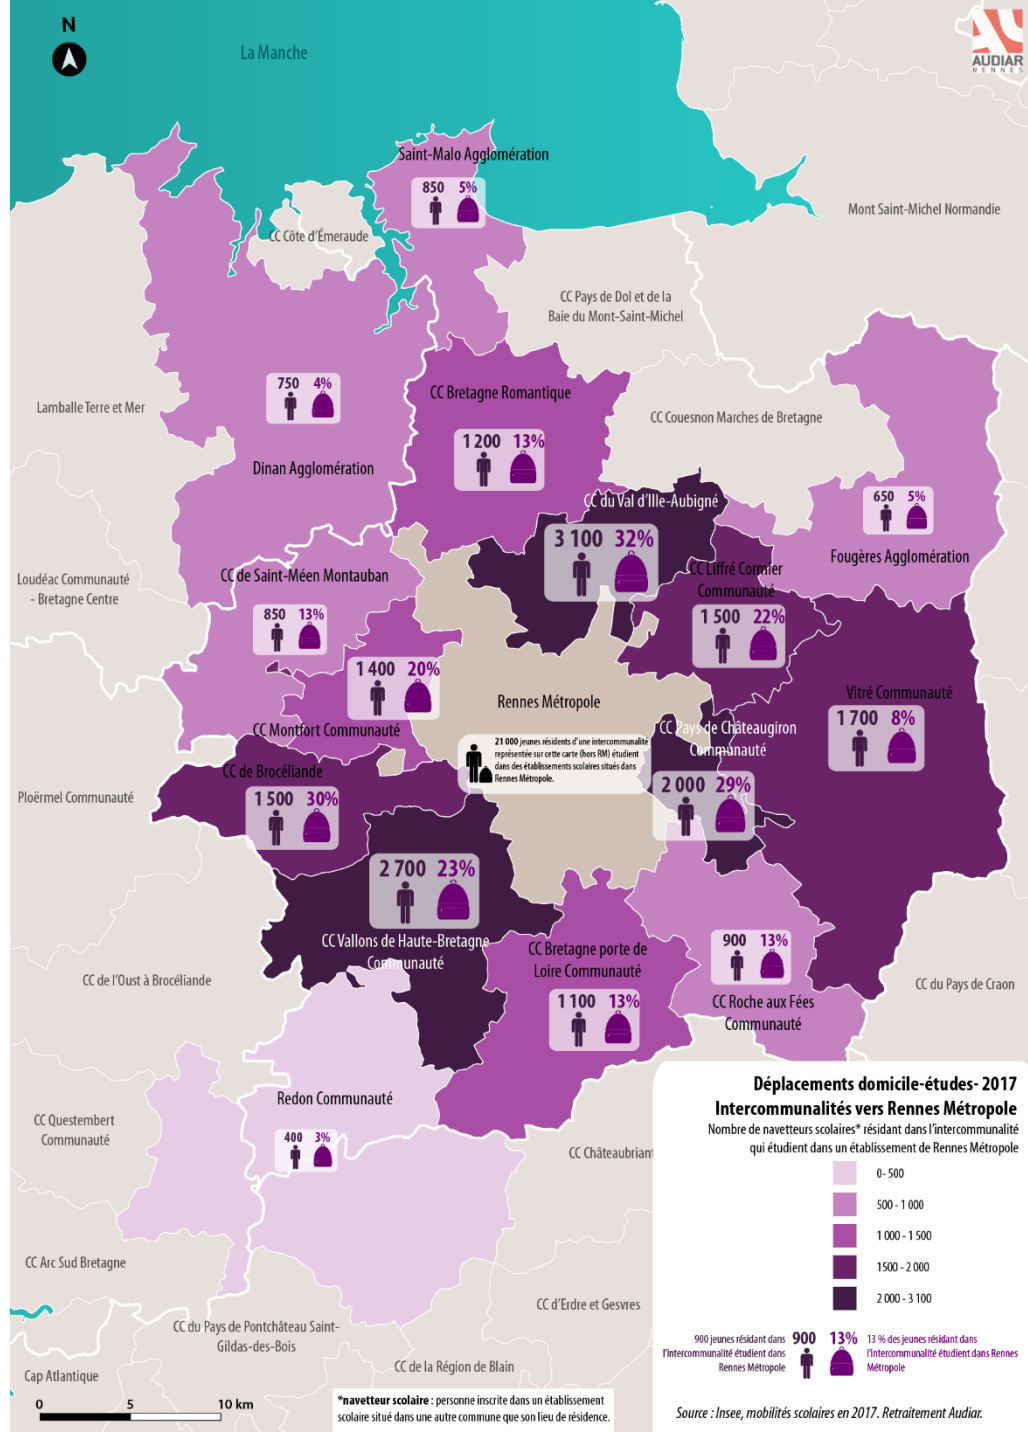 N
La Manche
AUDIAR
RENNES
Saint-Malo Agglomération
850 5%
Mont Saint-Michel Normandie
CC Côte d'Émeraude
CC Pays de Dol et de la
Baie du Mont-Saint-Michel
750 4%
CC Bretagne Romantique
Lamballe Terre et Mer
CC Couesnon Marches de Bretagne
1 200 13%
Dinan Agglomération
CC du Val d'Ille-Aubigné
650 5%
3 100 32%
Fougères Agglomération
CC de Saint-Méen Montauban
CC Liffré Cormier
Communauté
Loudéac Communauté
- Bretagne Centre
850 13%
1 500 22%
1 400 20%
Vitré Communauté
Rennes Métropole
1 700 8%
CC Montfort Communauté
CC Pays de Châteaugiron
Communauté
21 000 jeunes résidents d'une intercommunalité
représentée sur cette carte (hors RM) étudient
dans des établissements scolaires situés dans
Rennes Métropole.
CC de Brocéliande
2 000 29%
Ploërmel Communauté
1 500 30%
2 700 23%
CC Vallons de Haute-Bretagne
Communauté
CC Bretagne porte de
Loire Communauté
900 13%
CC de l'Oust à Brocéliande
CC du Pays de Craon
1 100 13%
CC Roche aux Fées
Communauté
Redon Communauté
CC Questembert
Communauté
400 3%
CC Châteaubriant
CC Arc Sud Bretagne
CC d'Erdre et Gesvres
CC du Pays de Pontchâteau Saint-
Gildas-des-Bois
CC de la Région de Blain
Cap Atlantique
0 5 10 km
*navetteur scolaire : personne inscrite dans un établissement
scolaire situé dans une autre commune que son lieu de résidence.
Déplacements domicile-études- 2017
Intercommunalités vers Rennes Métropole
Nombre de navetteurs scolaires* résidant dans l'intercommunalité
qui étudient dans un établissement de Rennes Métropole
0- 500
500 - 1 000
1 000 - 1 500
1500 - 2 000
2 000 - 3 100
900 jeunes résidant dans
l'intercommunalité étudient dans
Rennes Métropole
900 13%
13 % des jeunes résidant dans
l'intercommunalité étudient dans Rennes
Métropole
Source : Insee, mobilités scolaires en 2017. Retraitement Audiar.